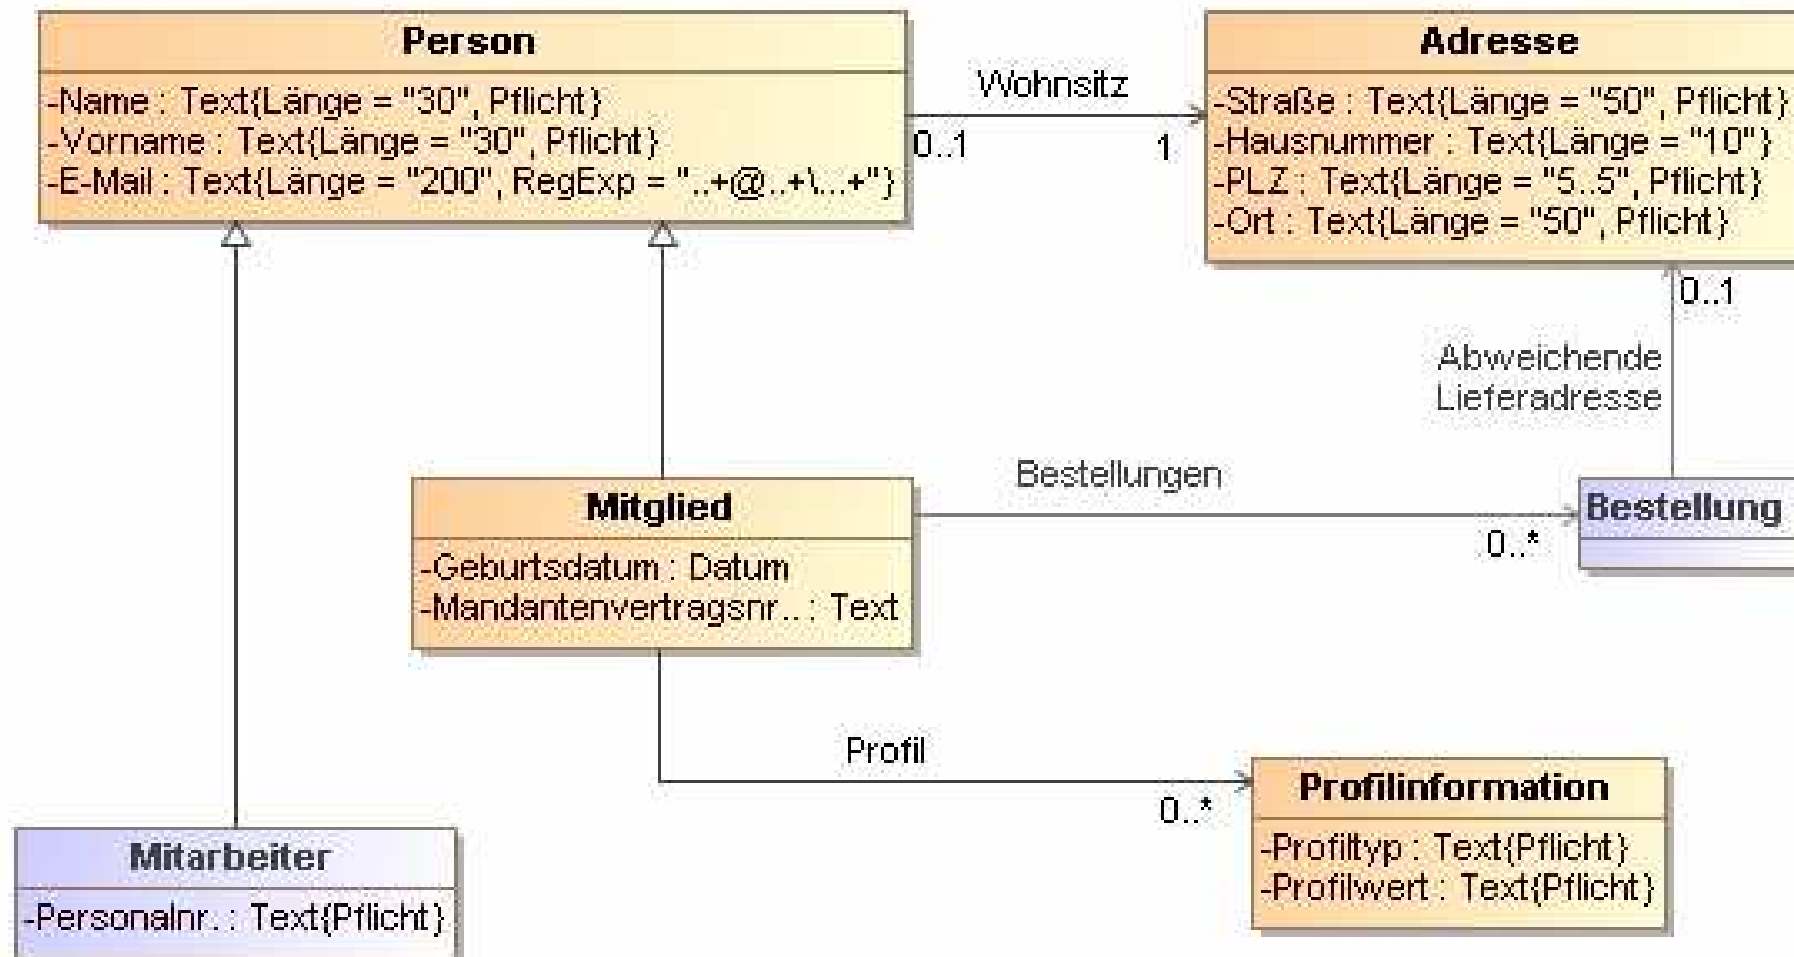 Person
-Name : Text{Länge = "30", Pflicht}
-Vorname : Text{Länge = "30", Pflicht}
-E-Mail : Text{Länge = "200", RegExp = "..+@..+\...+"}
Wohnsitz
0..1
1
Adresse
-Straße : Text{Länge = "50", Pflicht}
-Hausnummer : Text{Länge = "10"}
-PLZ : Text{Länge = "5..5", Pflicht}
-Ort : Text{Länge = "50", Pflicht}
0..1
Abweichende
Lieferadresse
Mitglied
-Geburtsdatum : Datum
-Mandantenvertragsnr.. : Text
Bestellungen
0..*
Bestellung
Profil
0..*
Profilinformation
-Profiltyp : Text{Pflicht}
-Profilwert : Text{Pflicht}
Mitarbeiter
-Personalnr. : Text{Pflicht}